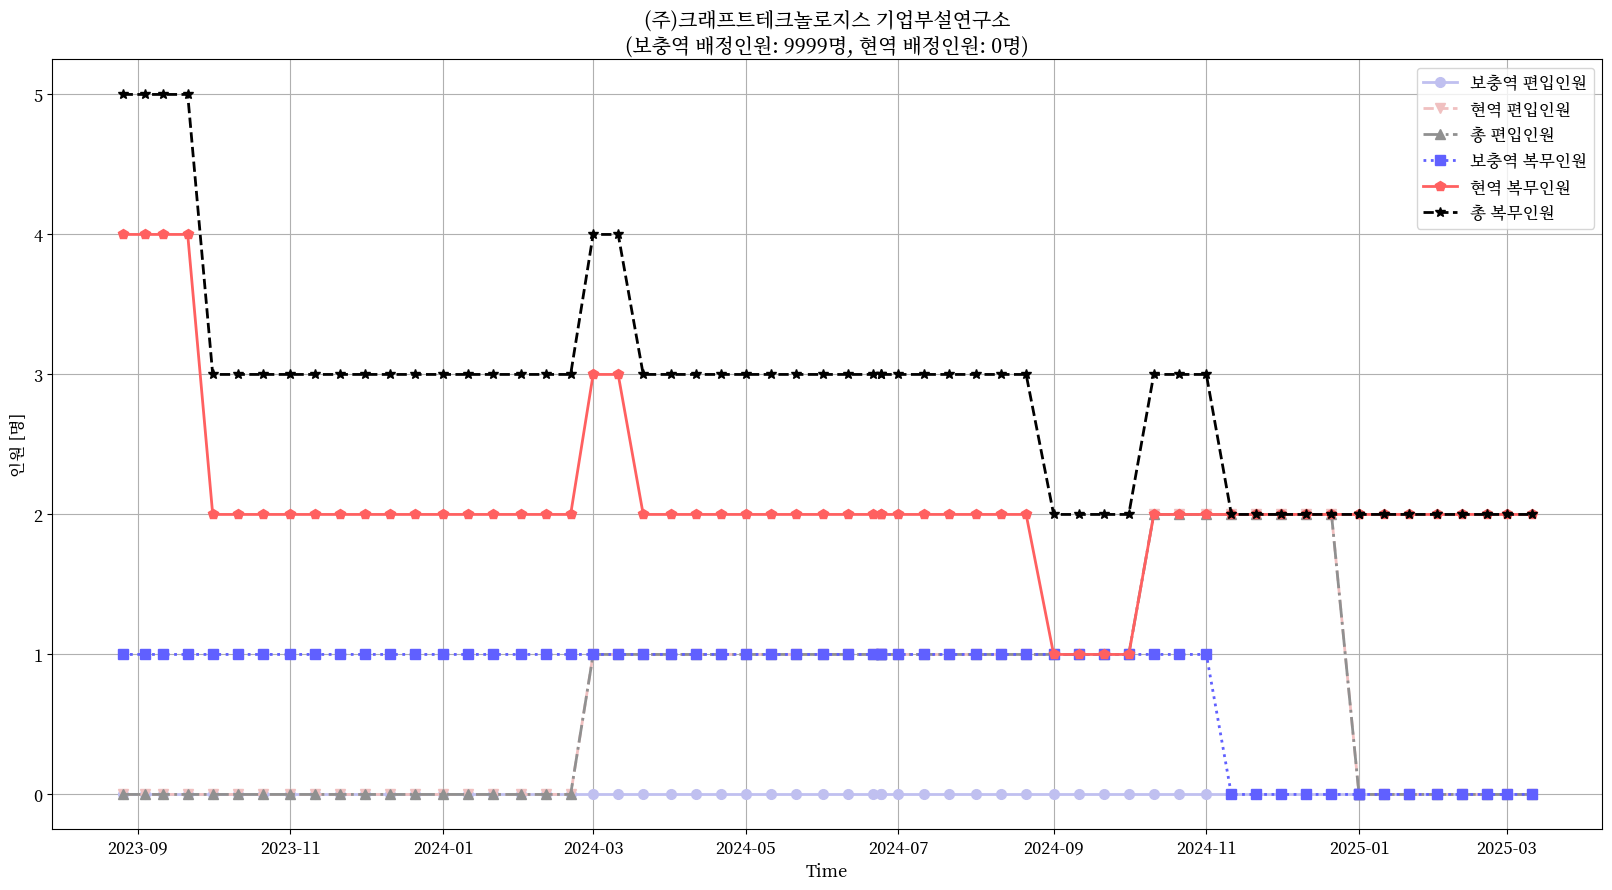 (주)크래프트테크놀로지스 기업부설연구소
(보충역 배정인원: 9999명, 현역 배정인원: 0명)
보충역 편입인원
현역 편입인원
총 편입인원
보충역 복무인원
현역 복무인원
총 복무인원
인원 [명]
5
4
3
2
1
0
2023-09
2023-11
2024-01
2024-03
2024-05
2024-07
2024-09
2024-11
2025-01
2025-03
Time